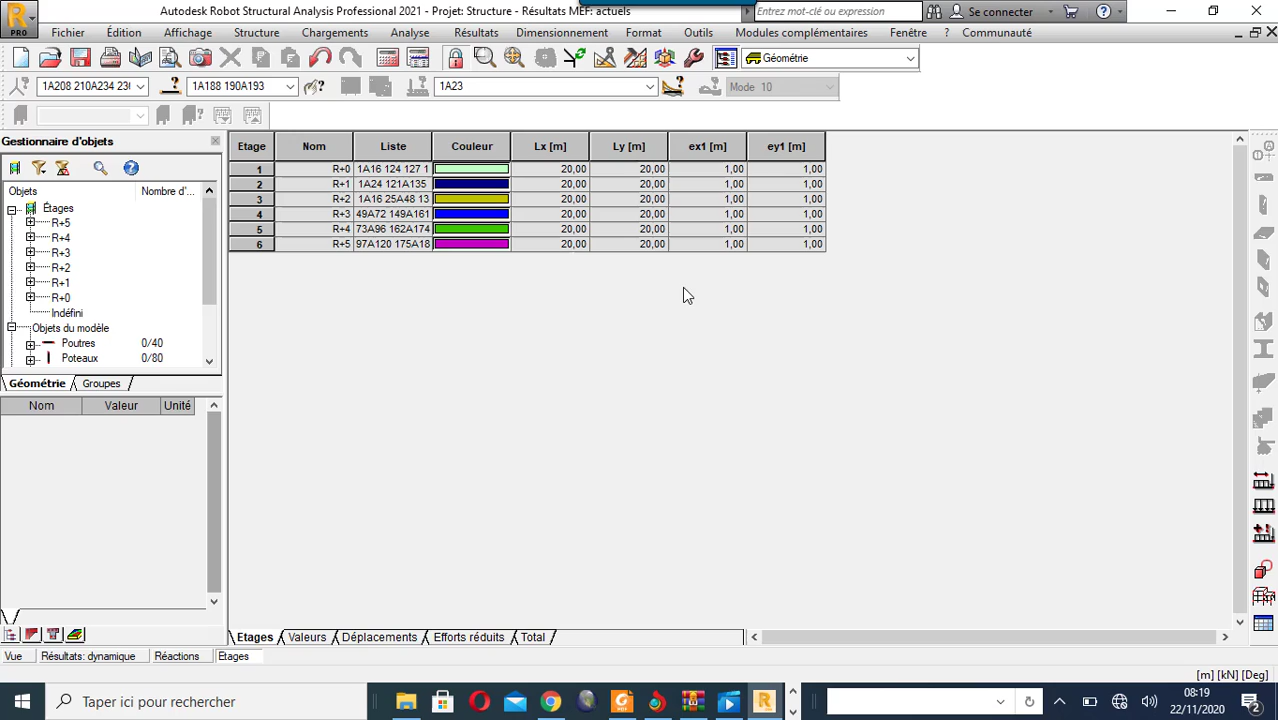 Autodesk Robot Structural Analysis Professional 2021 - Projet: Structure - Résultats MEF: actuels
Entrez mot-clé ou expression
Se connecter
PRO
Fichier Édition Affichage Structure Chargements Analyse Résultats Dimensionnement Format Outils Modules complémentaires Fenêtre ? Communauté
Géométrie
1A208 210A234 23(
1A188 190A193
1A23
Mode 10
Gestionnaire d'objets
Objets Nombre d'...
Étages
R+5
R+4
R+3
R+2
R+1
R+0
Indéfini
Objets du modèle
Poutres 0/40
Poteaux 0/80
Géométrie Groupes
Nom Valeur Unité
Etage Nom Liste Couleur Lx [m] Ly [m] ex1 [m] ey1 [m]
1 R+0 1A16 124 127 1 20,00 20,00 1,00 1,00
2 R+1 1A24 121A135 20,00 20,00 1,00 1,00
3 R+2 1A16 25A48 13 20,00 20,00 1,00 1,00
4 R+3 49A72 149A161 20,00 20,00 1,00 1,00
5 R+4 73A96 162A174 20,00 20,00 1,00 1,00
6 R+5 97A120 175A18 20,00 20,00 1,00 1,00
Etages Valeurs Déplacements Efforts réduits Total
Vue Résultats: dynamique Réactions Etages
[m] [kN] [Deg]
Taper ici pour rechercher
08:19
22/11/2020
2